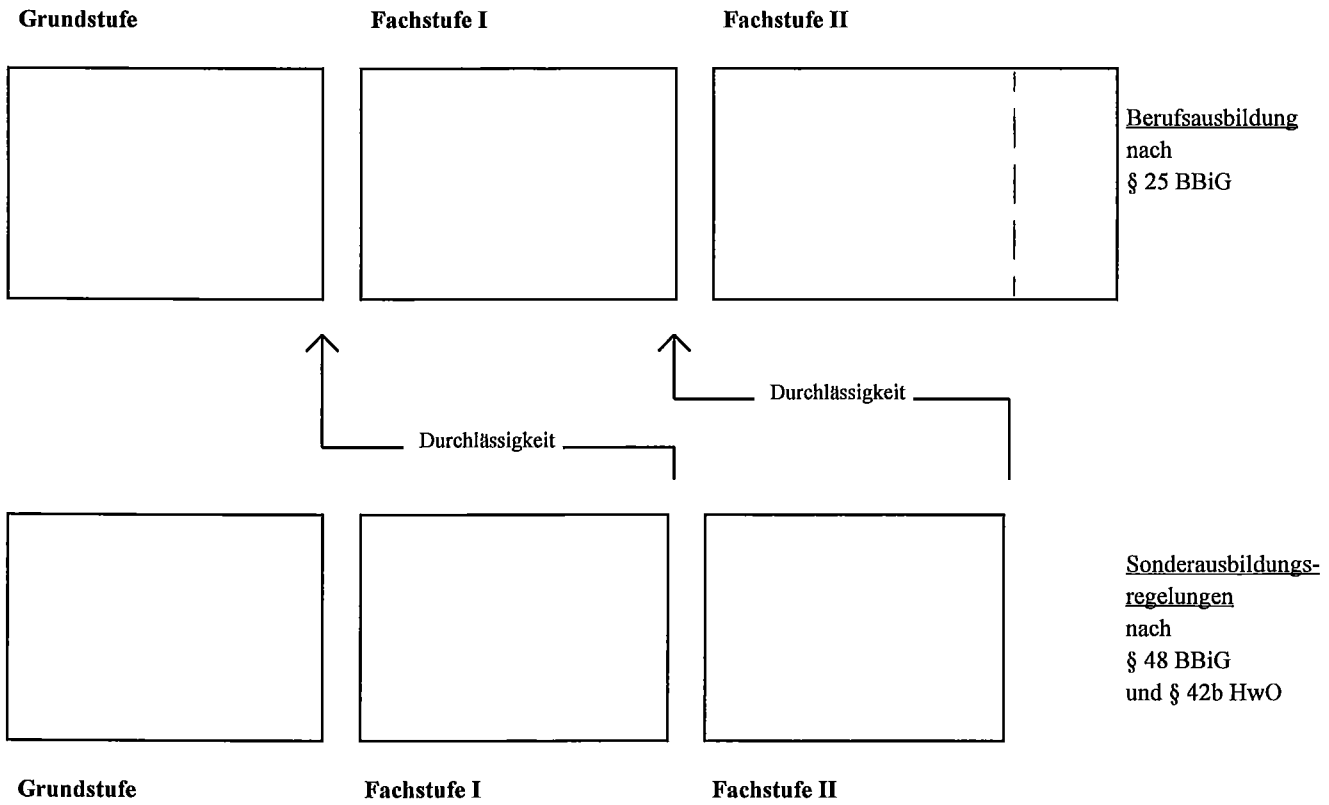 Grundstufe
Fachstufe I
Fachstufe II
Berufsausbildung
nach
§ 25 BBiG
Durchlässigkeit
Durchlässigkeit
Sonderausbildungs-
regelungen
nach
§ 48 BBiG
und § 42b HwO
Grundstufe
Fachstufe I
Fachstufe II